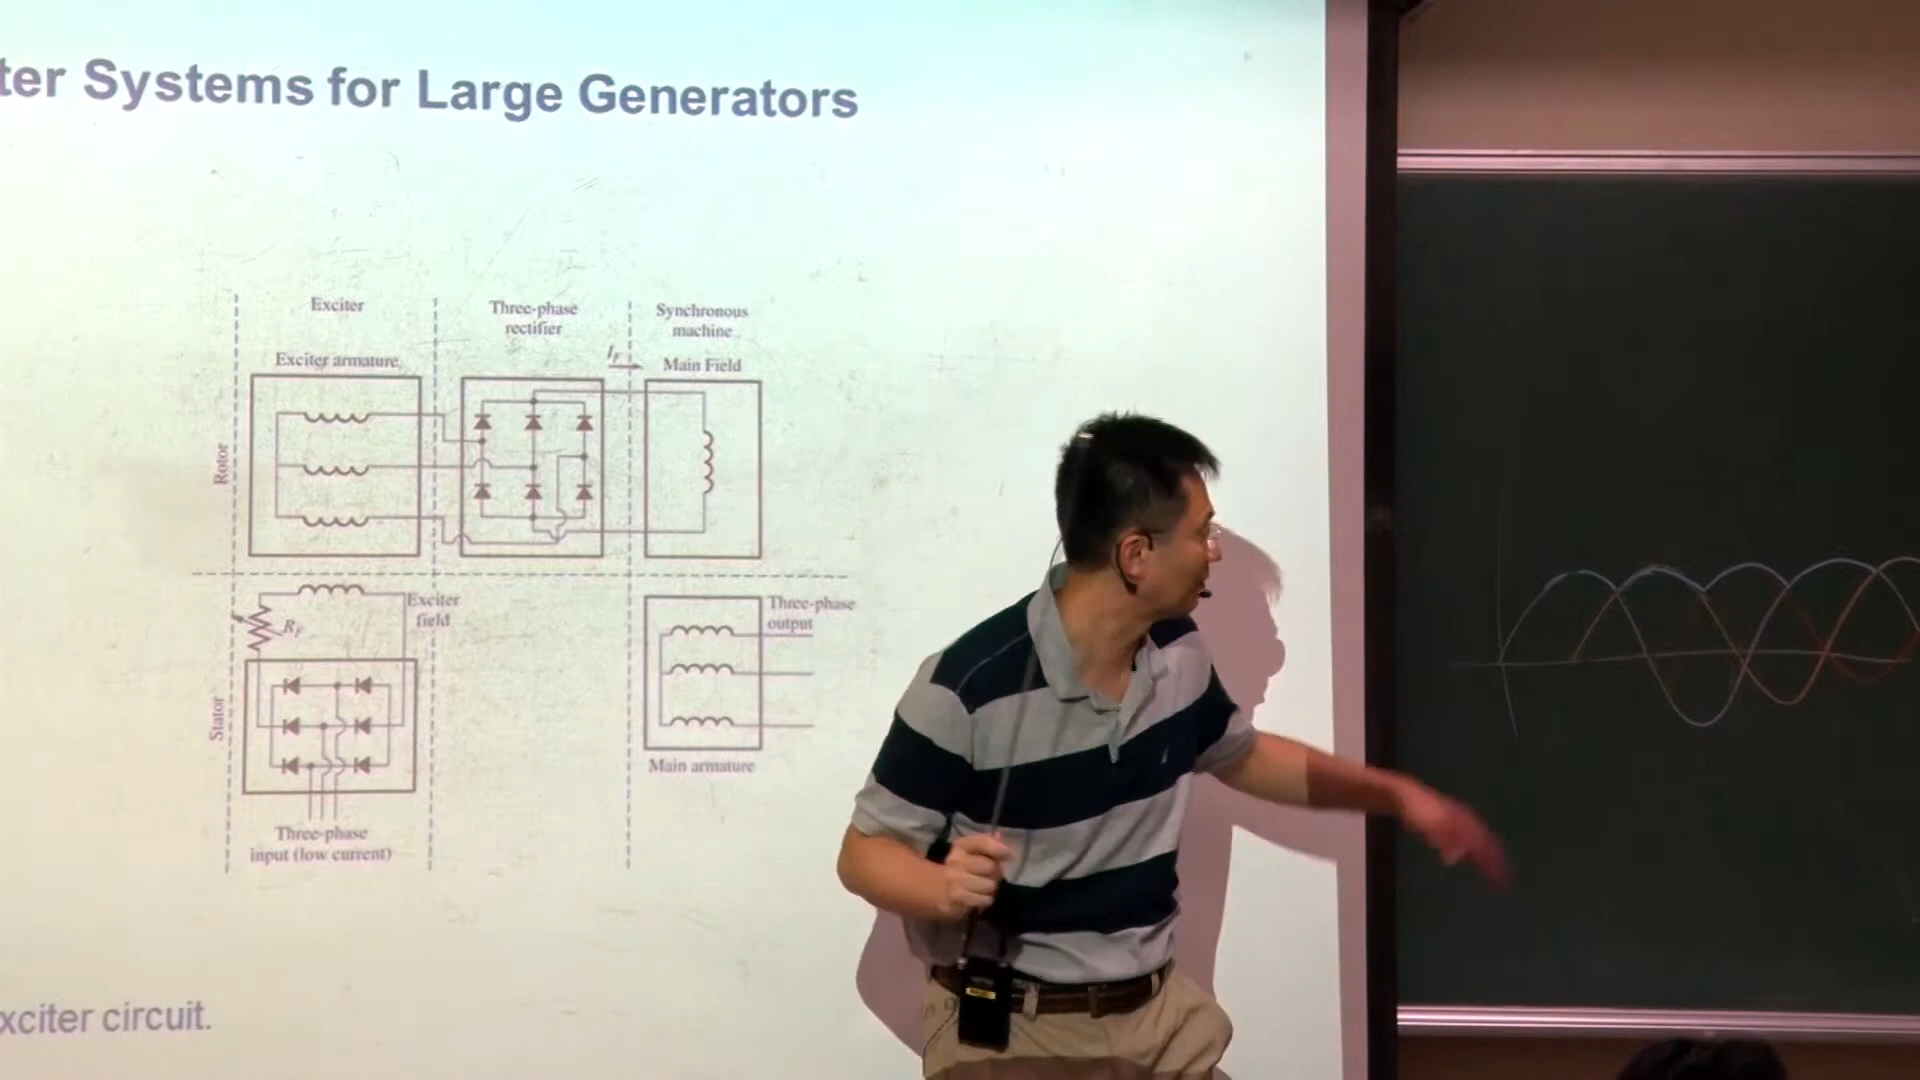 ter Systems for Large Generators
Exciter
Three-phase
rectifier
Synchronous
machine
Exciter armature
I_F
Main Field
Rotor
Exciter
field
R_F
Three-phase
output
Stator
Main armature
Three-phase
input (low current)
xciter circuit.